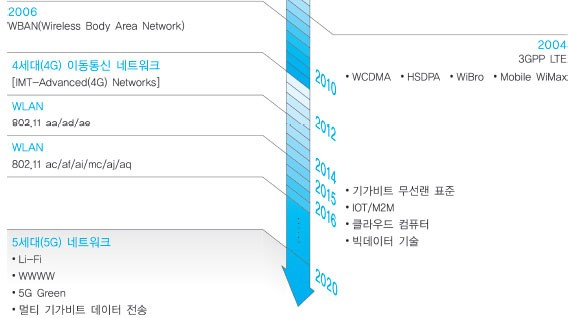 2006
WBAN(Wireless Body Area Network)
2004
3GPP LTE
4세대(4G) 이동통신 네트워크
[IMT-Advanced(4G) Networks]
2010
• WCDMA • HSDPA • WiBro • Mobile WiMax
WLAN
802.11 aa/ad/ae
2012
WLAN
802.11 ac/af/ai/mc/aj/aq
2014
2015
2016
• 기가비트 무선랜 표준
• IOT/M2M
• 클라우드 컴퓨터
• 빅데이터 기술
5세대(5G) 네트워크
• Li-Fi
• WWWW
• 5G Green
• 멀티 기가비트 데이터 전송
2020